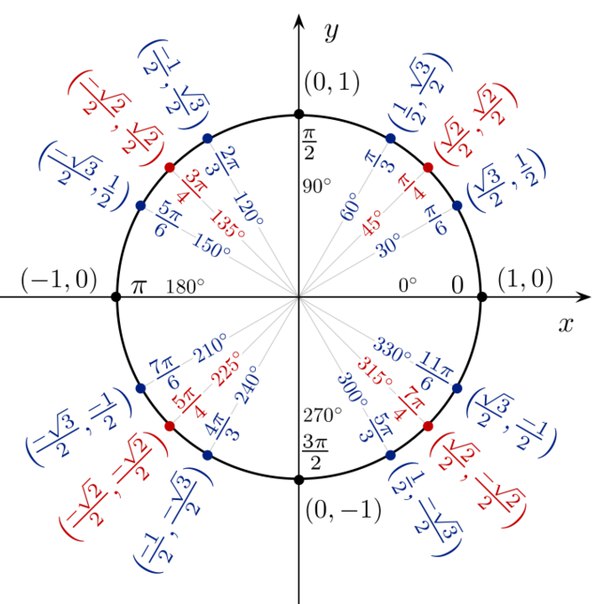 y
(0, 1)
π/2
90°
(1/2, √3/2)
π/3
60°
(√2/2, √2/2)
π/4
45°
(√3/2, 1/2)
π/6
30°
(1, 0)
0
0°
x
(−1/2, √3/2)
2π/3
120°
(−√2/2, √2/2)
3π/4
135°
(−√3/2, 1/2)
5π/6
150°
(−1, 0)
π
180°
(−√3/2, −1/2)
7π/6
210°
(−√2/2, −√2/2)
5π/4
225°
(−1/2, −√3/2)
4π/3
240°
270°
3π/2
(0, −1)
300°
5π/3
(1/2, −√3/2)
315°
7π/4
(√2/2, −√2/2)
330°
11π/6
(√3/2, −1/2)